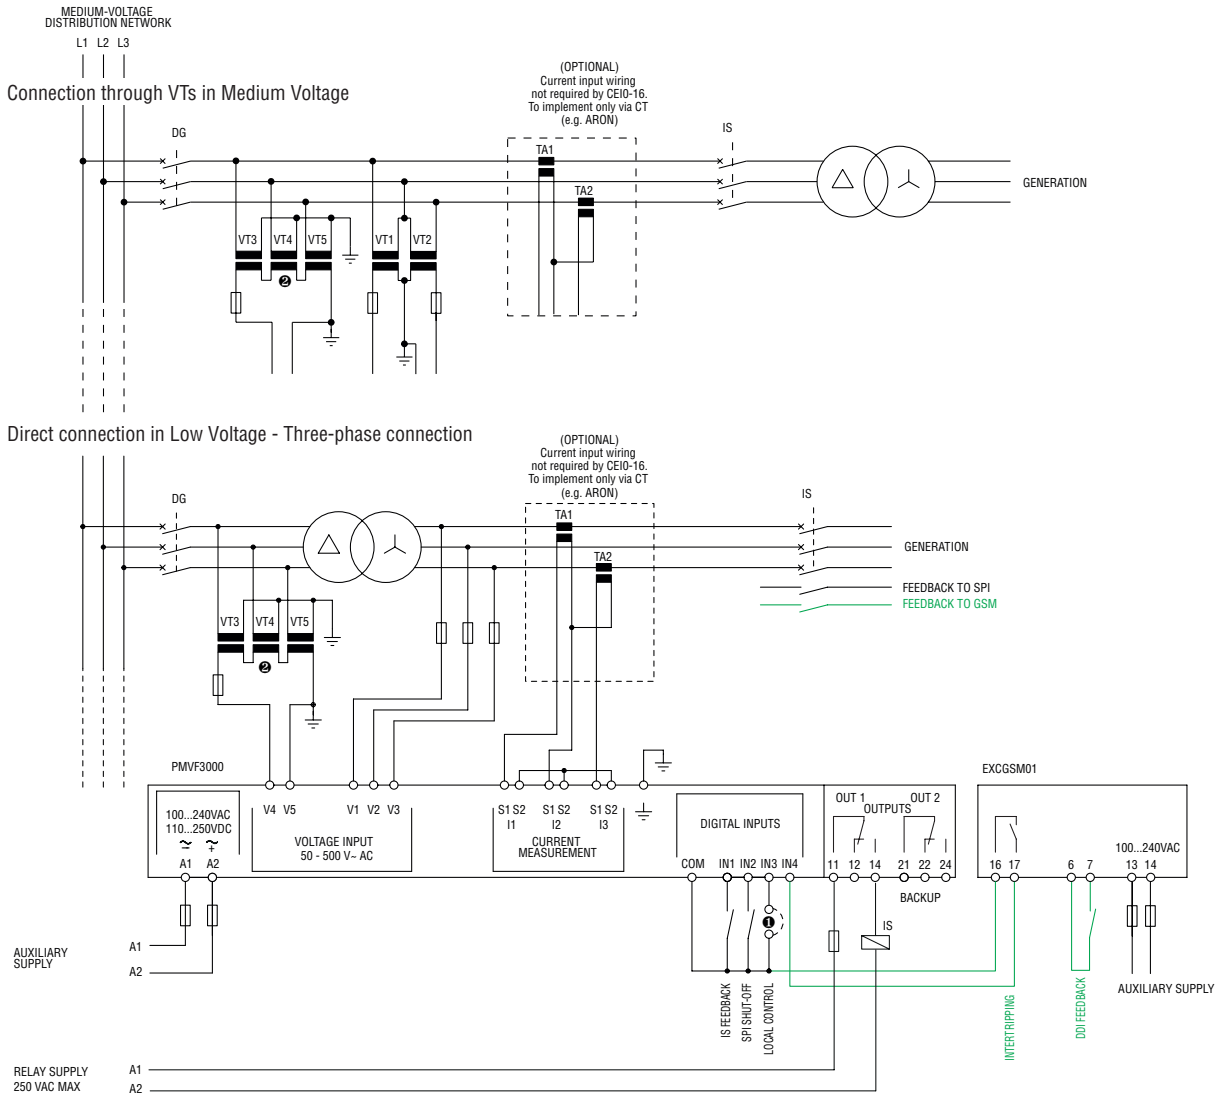 MEDIUM-VOLTAGE
DISTRIBUTION NETWORK
L1 L2 L3
Connection through VTs in Medium Voltage
(OPTIONAL)
Current input wiring
not required by CEI0-16.
To implement only via CT
(e.g. ARON)
DG
IS
TA1
TA2
GENERATION
VT3 VT4 VT5
VT1 VT2
❷
Direct connection in Low Voltage - Three-phase connection
(OPTIONAL)
Current input wiring
not required by CEI0-16.
To implement only via CT
(e.g. ARON)
DG
IS
TA1
TA2
GENERATION
FEEDBACK TO SPI
FEEDBACK TO GSM
VT3 VT4 VT5
❷
PMVF3000
EXCGSM01
100...240VAC
110...250VDC
~ +
–
A1 A2
V4 V5 V1 V2 V3
VOLTAGE INPUT
50 - 500 V~ AC
S1 S2 S1 S2 S1 S2
I1 I2 I3
CURRENT
MEASUREMENT
DIGITAL INPUTS
COM IN1 IN2 IN3 IN4
OUT 1 OUT 2
OUTPUTS
11 12 14 21 22 24
BACKUP
100...240VAC
16 17 6 7 13 14
❶
IS
AUXILIARY
SUPPLY
A1
A2
IS FEEDBACK
SPI SHUT-OFF
LOCAL CONTROL
INTERTRIPPING
DDI FEEDBACK
AUXILIARY SUPPLY
RELAY SUPPLY
250 VAC MAX
A1
A2